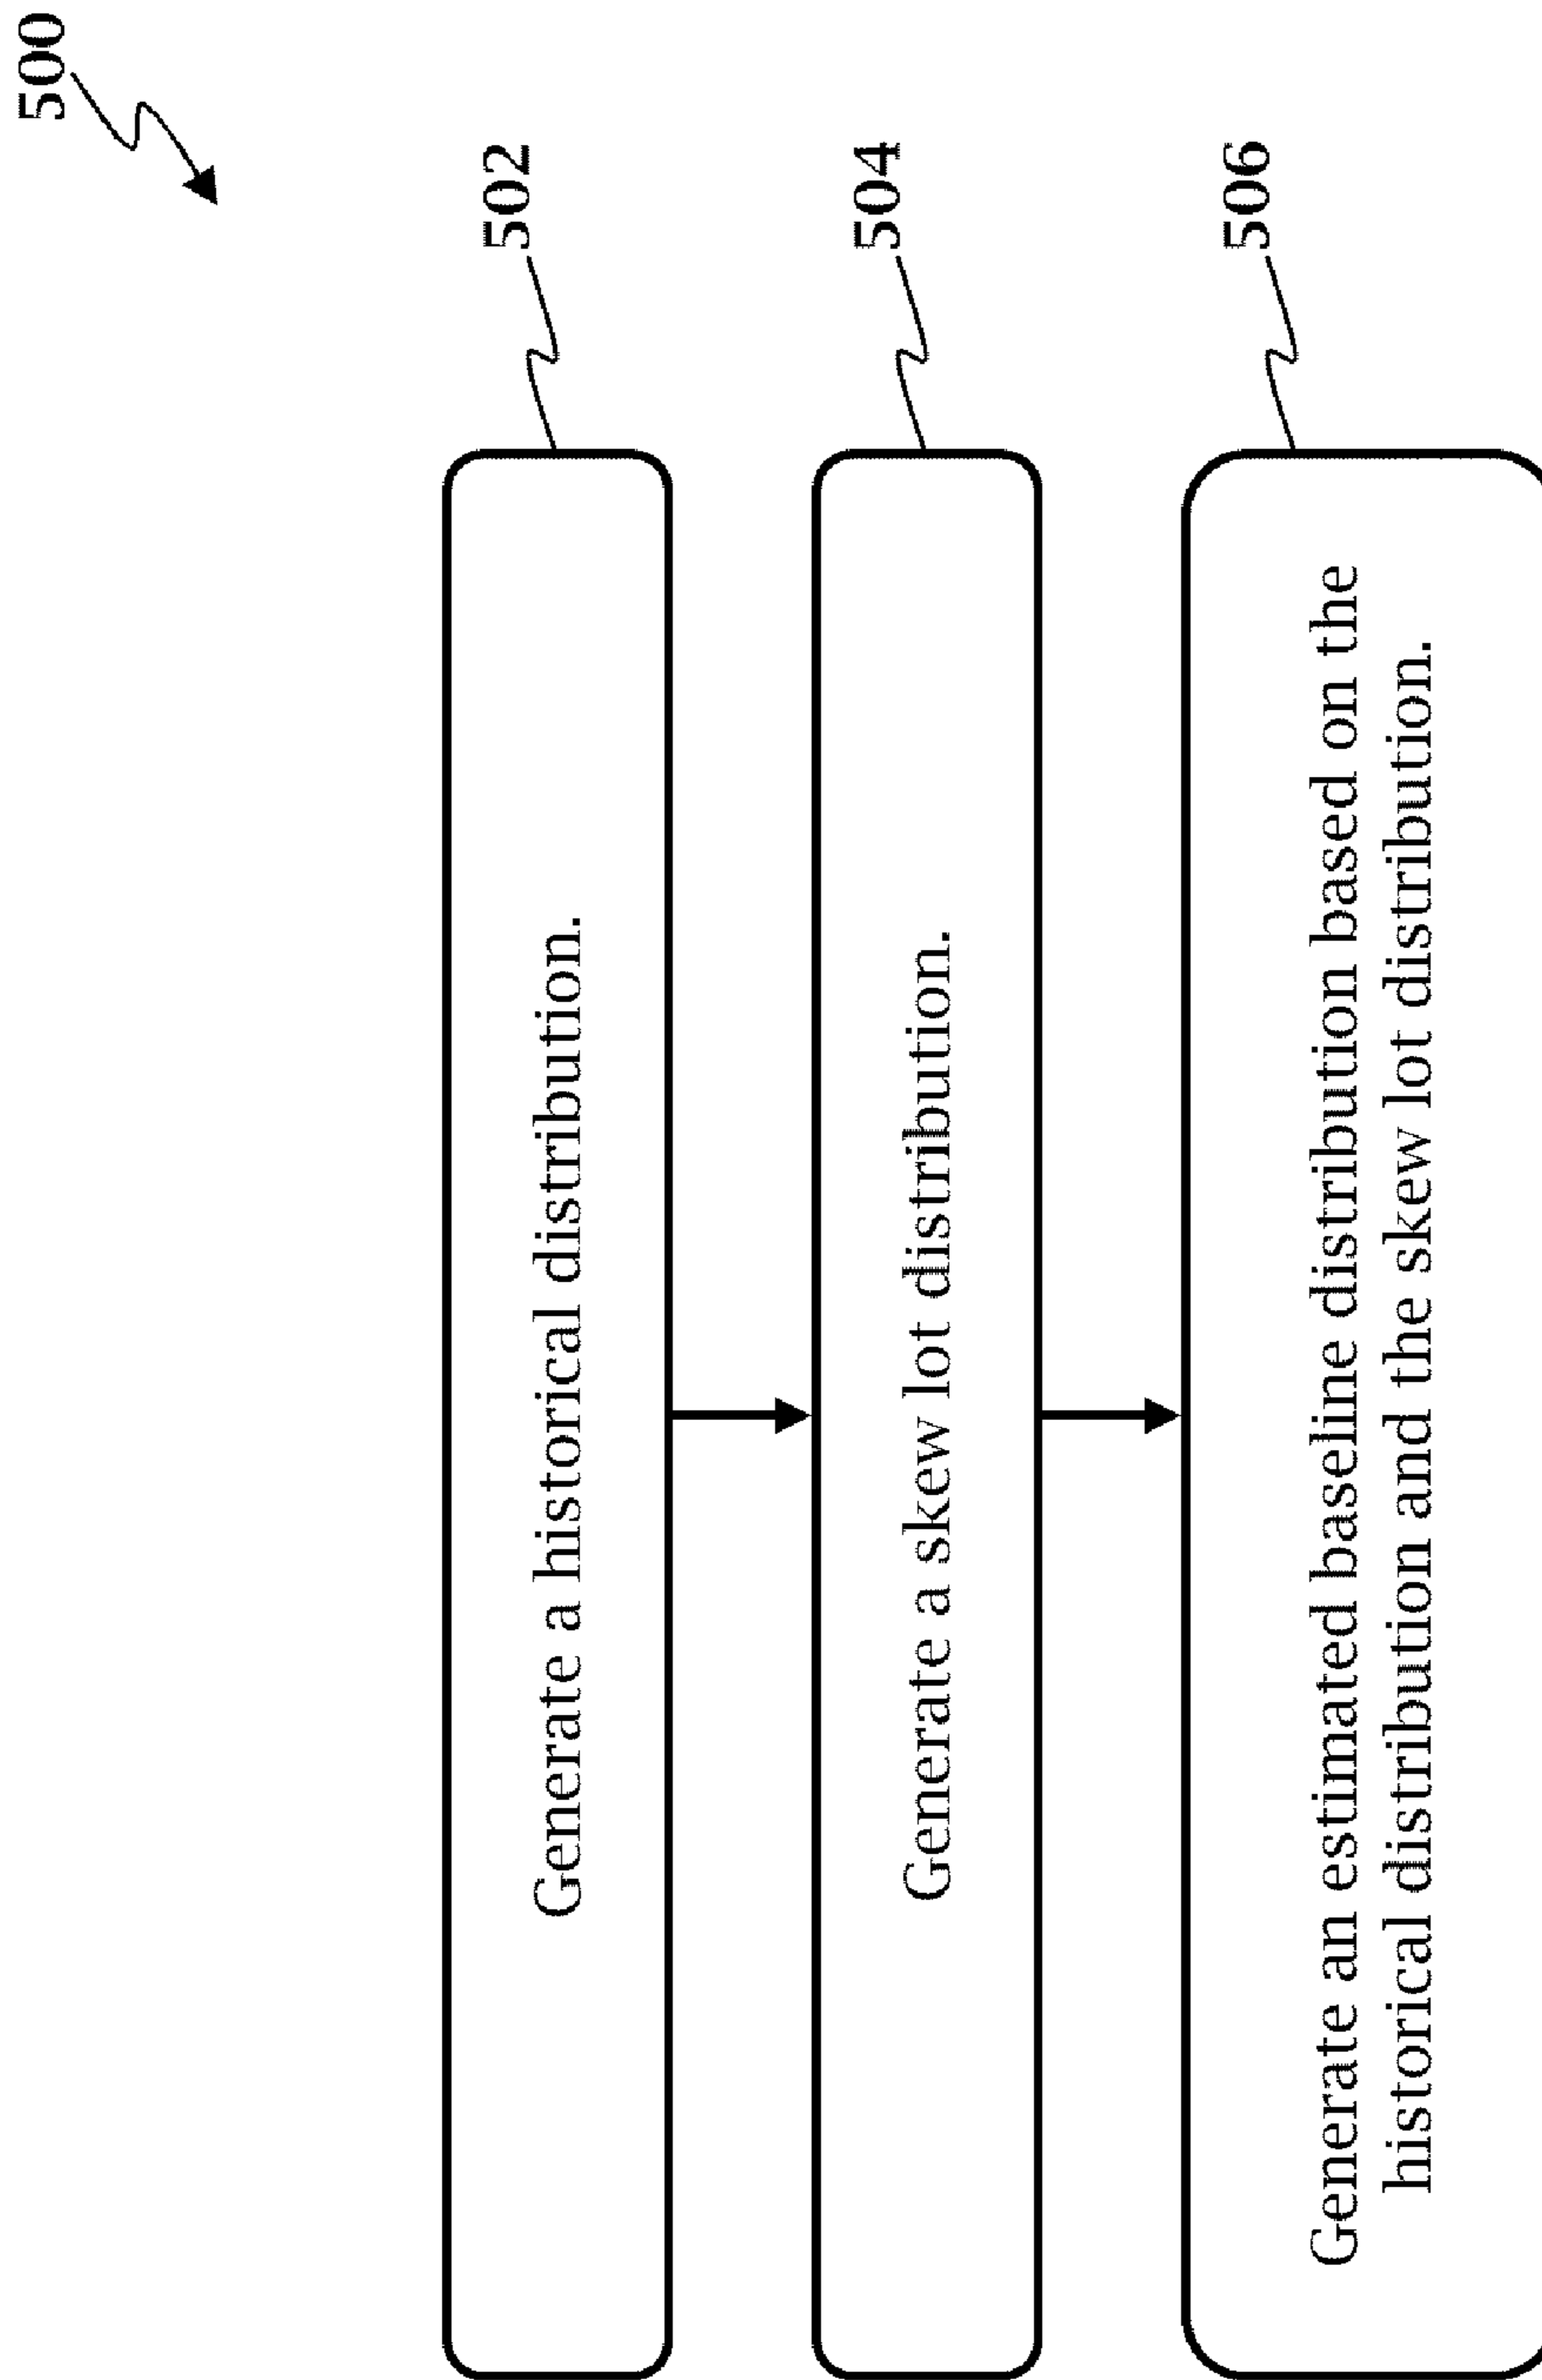 500
502
Generate a historical distribution.
504
Generate a skew lot distribution.
506
Generate an estimated baseline distribution based on the
historical distribution and the skew lot distribution.